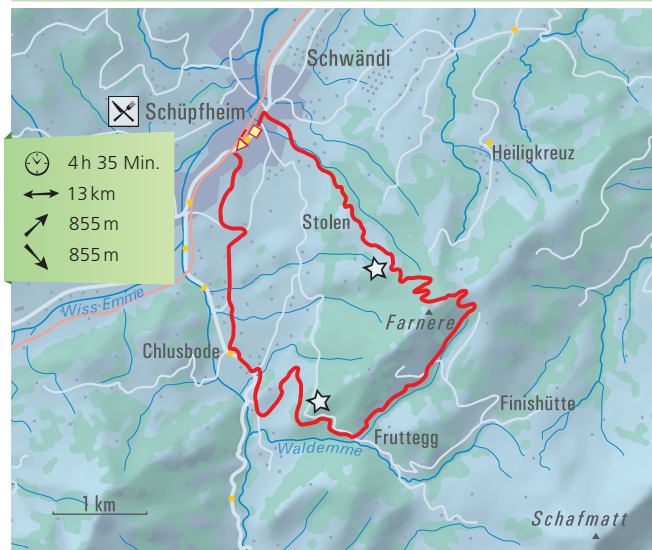 Schwändi
Schüpfheim
Heiligkreuz
4 h 35 Min.
13 km
855 m
855 m
Stolen
Wiss Emme
Farnere
Chlusbode
Finishütte
Fruttegg
Waldemme
1 km
Schafmatt